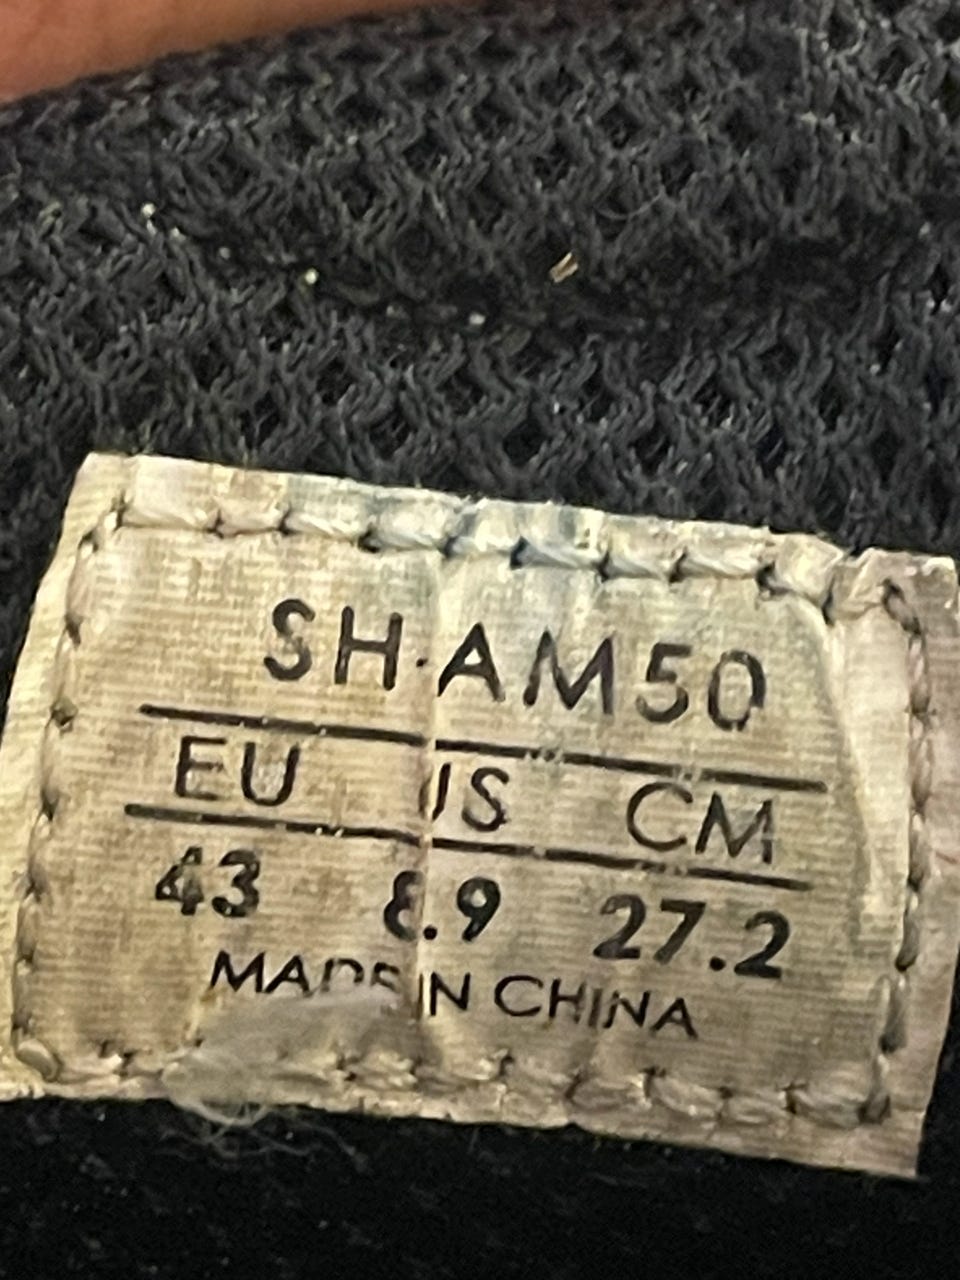 SH-AM50
EU US CM
43 8.9 27.2
MADE IN CHINA